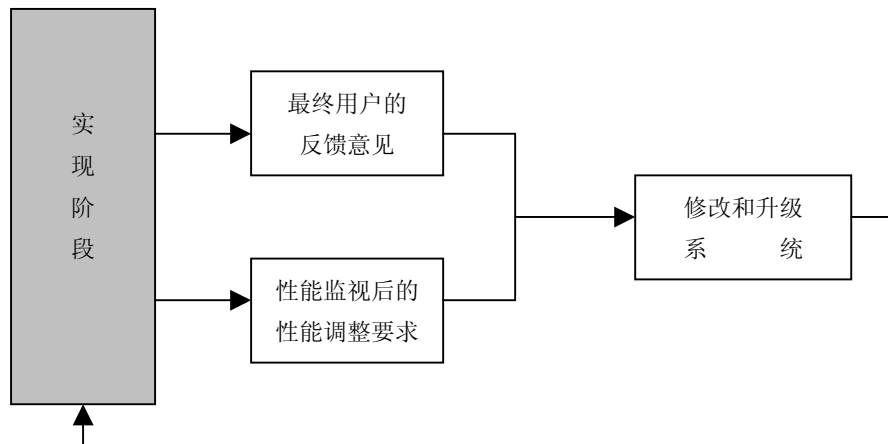 实
现
阶
段
最终用户的
反馈意见
性能监视后的
性能调整要求
修改和升级
系 统